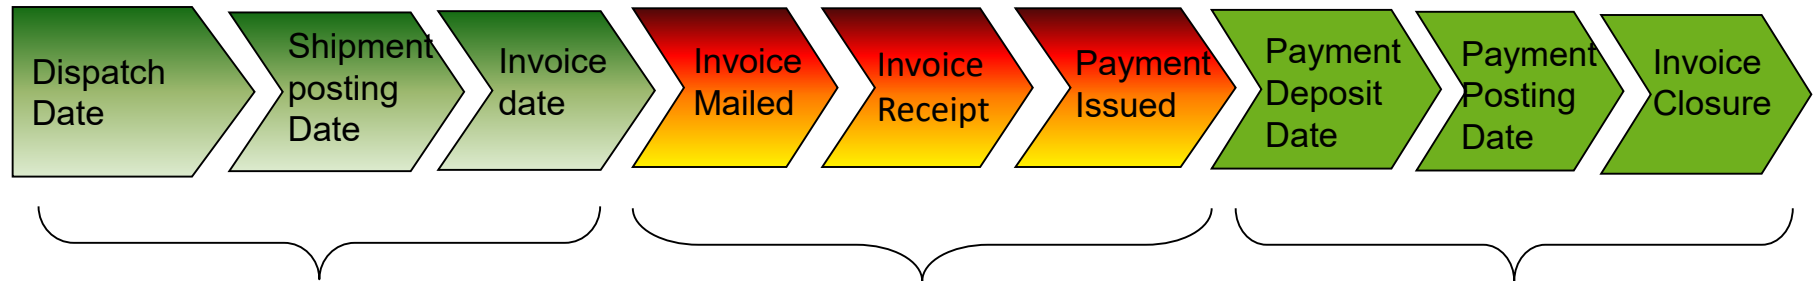 Dispatch
Date
Shipment
posting
Date
Invoice
date
Invoice
Mailed
Invoice
Receipt
Payment
Issued
Payment
Deposit
Date
Payment
Posting
Date
Invoice
Closure